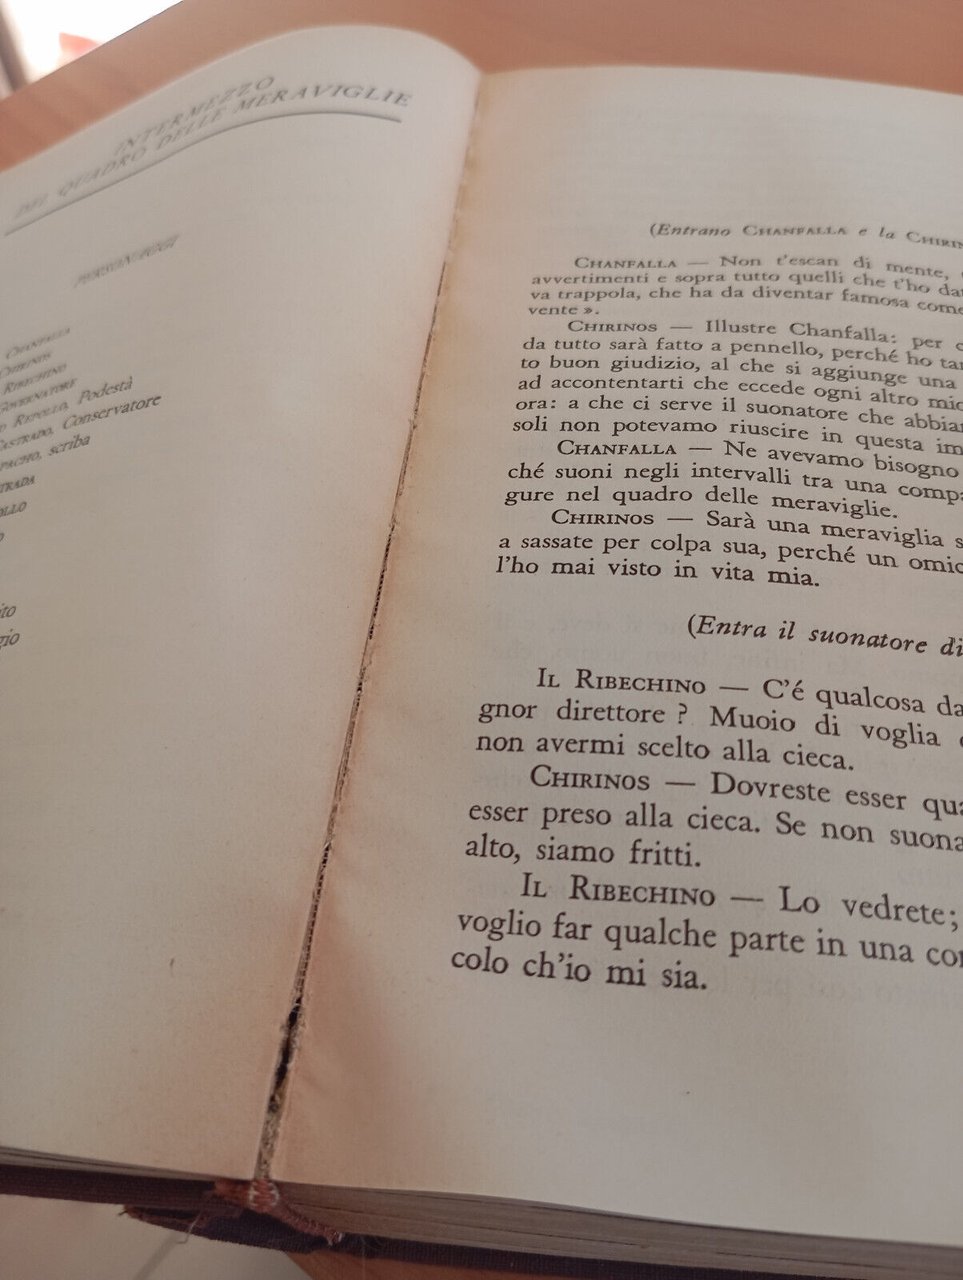 INTERMEZZO
DEL QUADRO DELLE MERAVIGLIE
PERSONAGGI
CHANFALLA
CHIRINOS
RIBECHINO
GOVERNATORE
REPOLLO, Podestà
CASTRADO, Conservatore
scriba
(Entrano CHANFALLA e la
CHANFALLA — Non t'escan di mente,
avvertimenti e sopra tutto quelli che t'ho
va trappola, che ha da diventar famosa come
vente ».
CHIRINOS — Illustre Chanfalla: per
da tutto sarà fatto a pennello, perché ho
to buon giudizio, al che si aggiunge una
ad accontentarti che eccede ogni altro
ora: a che ci serve il suonatore che
soli non potevamo riuscire in questa
CHANFALLA — Ne avevamo bisogno
ché suoni negli intervalli tra una
gure nel quadro delle meraviglie.
CHIRINOS — Sarà una meraviglia
a sassate per colpa sua, perché un
l'ho mai visto in vita mia.
(Entra il suonatore
IL RIBECHINO — C'é qualcosa
gnor direttore ? Muoio di voglia
non avermi scelto alla cieca.
CHIRINOS — Dovreste esser
esser preso alla cieca. Se non
alto, siamo fritti.
IL RIBECHINO — Lo vedrete;
voglio far qualche parte in una
colo ch'io mi sia.